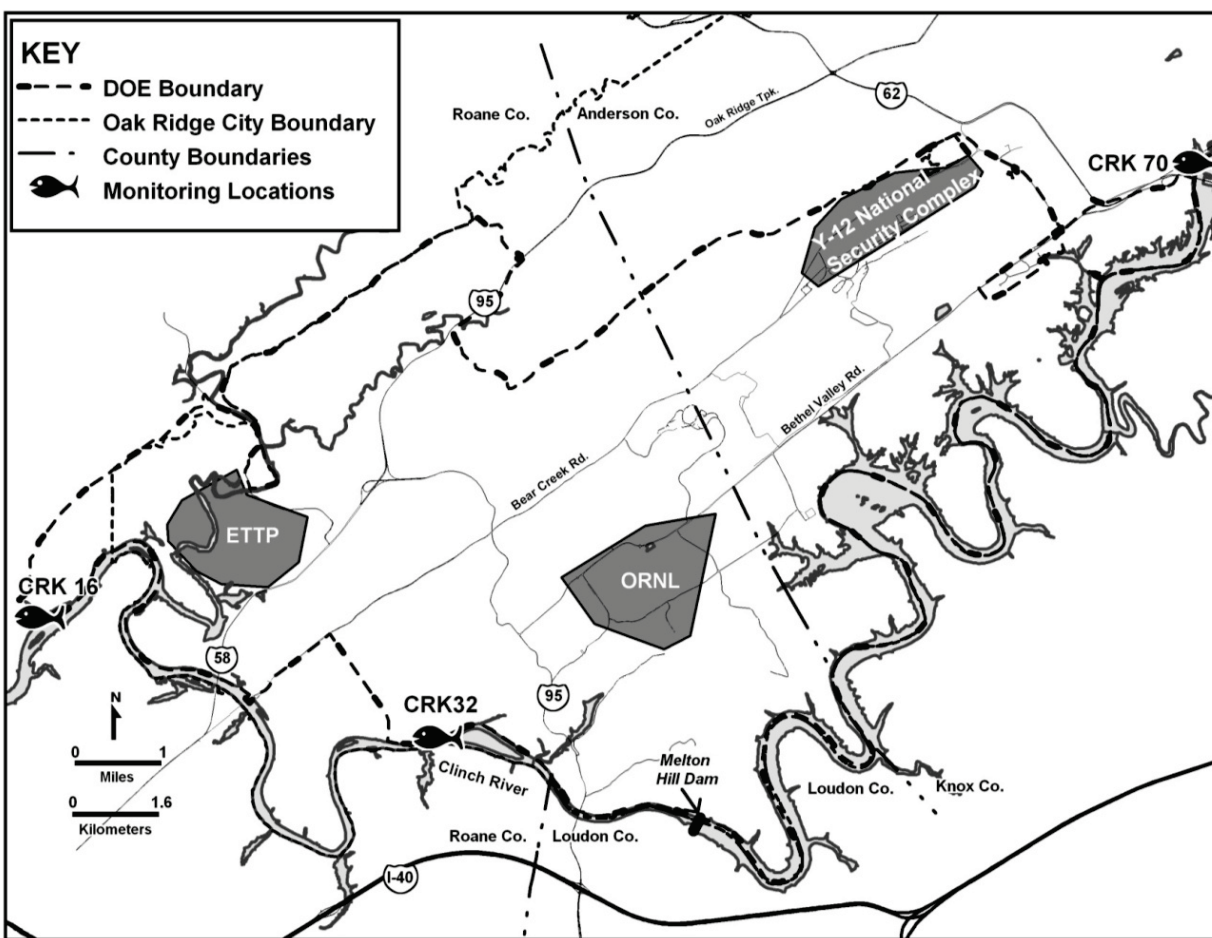 KEY
DOE Boundary
Oak Ridge City Boundary
County Boundaries
Monitoring Locations
Roane Co.
Anderson Co.
Oak Ridge Tpk.
62
CRK 70
Y-12 National
Security Complex
95
Bear Creek Rd.
Bethel Valley Rd.
ETTP
ORNL
CRK 16
58
95
N
CRK32
0 1
Miles
0 1.6
Kilometers
Clinch River
Melton
Hill Dam
Loudon Co.
Knox Co.
Roane Co.
Loudon Co.
I-40